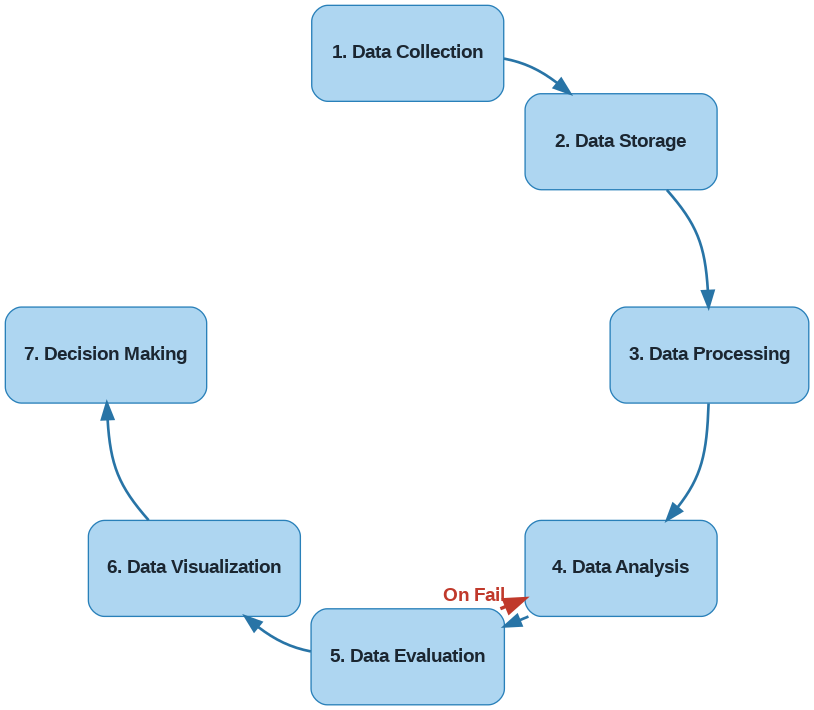 1. Data Collection
2. Data Storage
3. Data Processing
4. Data Analysis
On Fail
5. Data Evaluation
6. Data Visualization
7. Decision Making